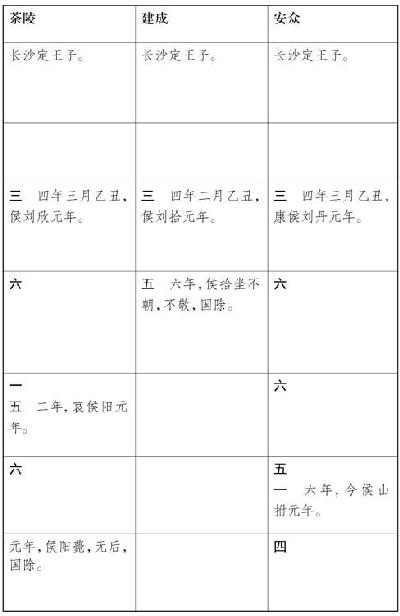 茶陵
建成
安众
长沙定王子。
长沙定王子。
长沙定王子。
三 四年三月乙丑,
侯刘欣元年。
三 四年二月乙丑,
侯刘拾元年。
三 四年三月乙丑,
康侯刘丹元年。
六
五 六年,侯拾坐不
朝,不敬,国除。
六
一
五 二年,哀侯阳元
年。
六
六
五
一 六年,今侯山
拊元年。
元年,侯阳薨,无后,
国除。
四